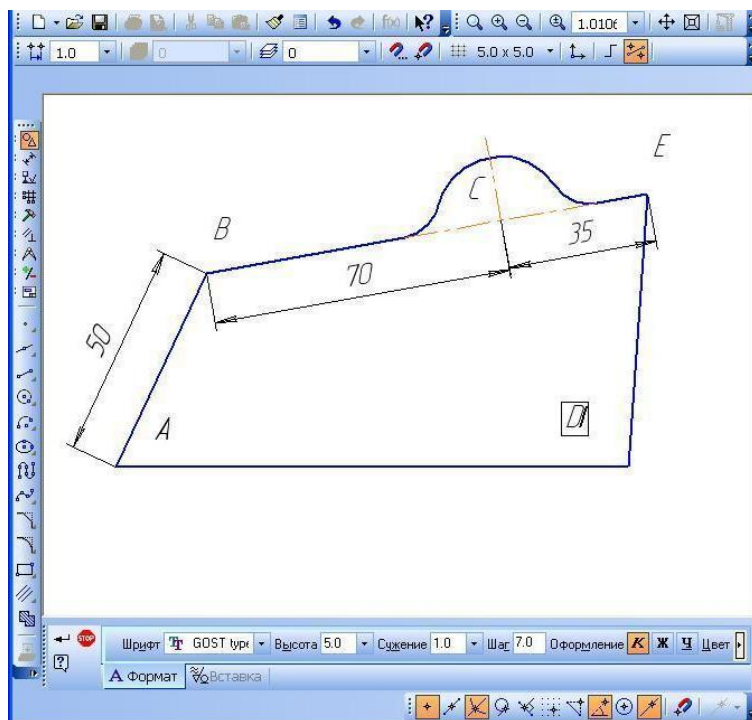 1.010€
1.0 0 0 5.0 x 5.0
E
C
B
35
70
50
A
D
Шрифт GOST type Высота 5.0 Сужение 1.0 Шаг 7.0 Оформление К Ж Ч Цвет
A Формат Вставка